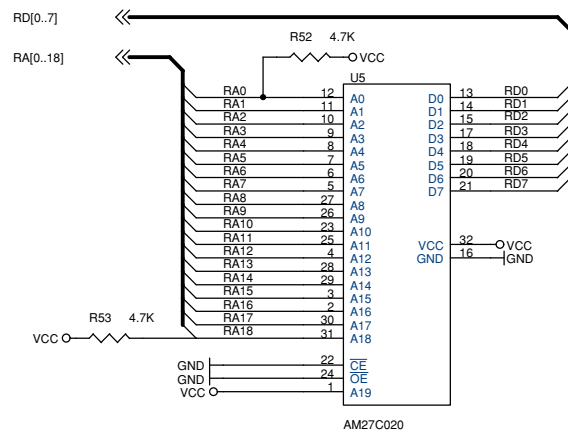 RD[0..7]
R52 4.7K
VCC
RA[0..18]
U5
RA0 12 A0 D0 13 RD0
RA1 11 A1 D1 14 RD1
RA2 10 A2 D2 15 RD2
RA3 9 A3 D3 17 RD3
RA4 8 A4 D4 18 RD4
RA5 7 A5 D5 19 RD5
RA6 6 A6 D6 20 RD6
RA7 5 A7 D7 21 RD7
RA8 27 A8
RA9 26 A9
RA10 23 A10
RA11 25 A11 VCC 32 VCC
RA12 4 A12 GND 16 GND
RA13 28 A13
RA14 29 A14
RA15 3 A15
RA16 2 A16
R53 4.7K RA17 30 A17
VCC RA18 31 A18
GND 22 CE
GND 24 OE
VCC 1 A19
AM27C020